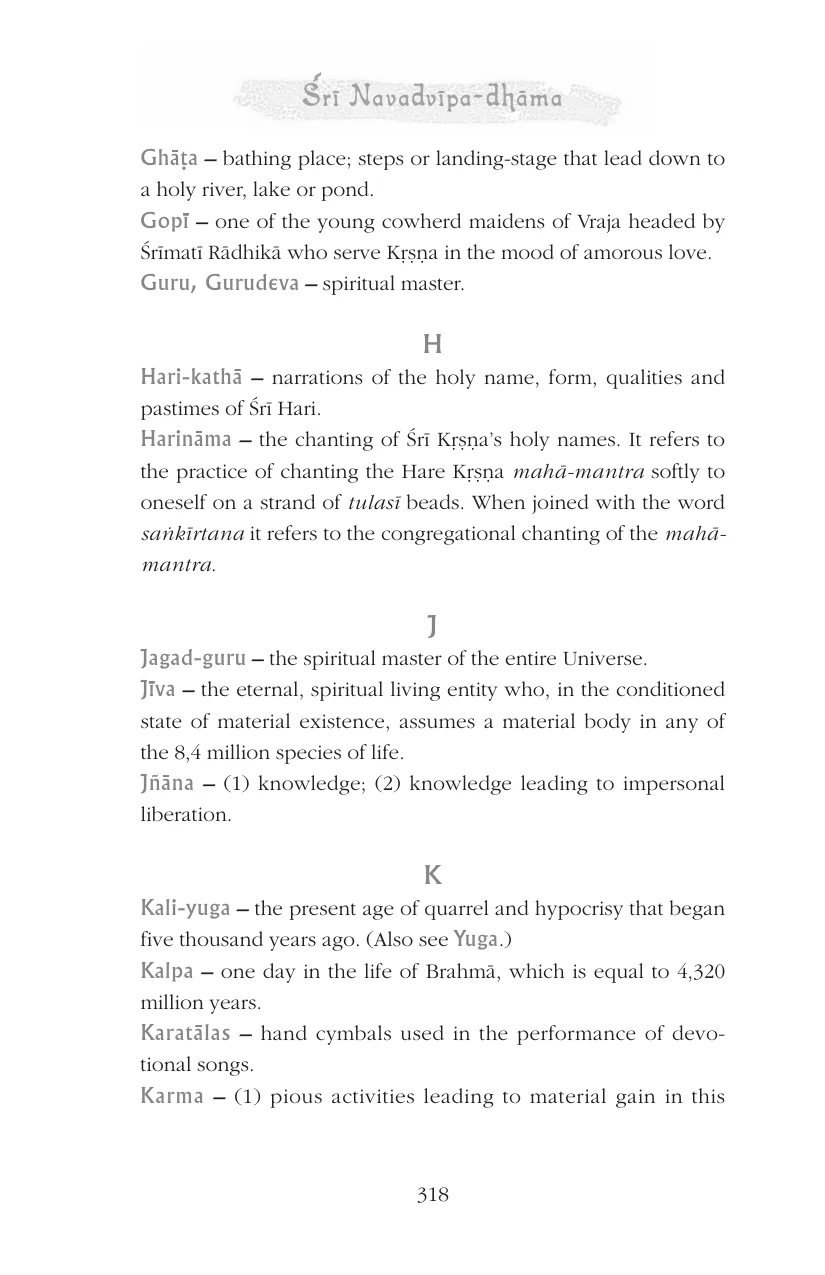 Śrī Navadvīpa-dhāma
Ghāṭa – bathing place; steps or landing-stage that lead down to
a holy river, lake or pond.
Gopī – one of the young cowherd maidens of Vraja headed by
Śrīmatī Rādhikā who serve Kṛṣṇa in the mood of amorous love.
Guru, Gurudeva – spiritual master.
H
Hari-kathā – narrations of the holy name, form, qualities and
pastimes of Śrī Hari.
Harināma – the chanting of Śrī Kṛṣṇa’s holy names. It refers to
the practice of chanting the Hare Kṛṣṇa mahā-mantra softly to
oneself on a strand of tulasī beads. When joined with the word
saṅkīrtana it refers to the congregational chanting of the mahā-
mantra.
J
Jagad-guru – the spiritual master of the entire Universe.
Jīva – the eternal, spiritual living entity who, in the conditioned
state of material existence, assumes a material body in any of
the 8,4 million species of life.
Jñāna – (1) knowledge; (2) knowledge leading to impersonal
liberation.
K
Kali-yuga – the present age of quarrel and hypocrisy that began
five thousand years ago. (Also see Yuga.)
Kalpa – one day in the life of Brahmā, which is equal to 4,320
million years.
Karatālas – hand cymbals used in the performance of devo-
tional songs.
Karma – (1) pious activities leading to material gain in this
318